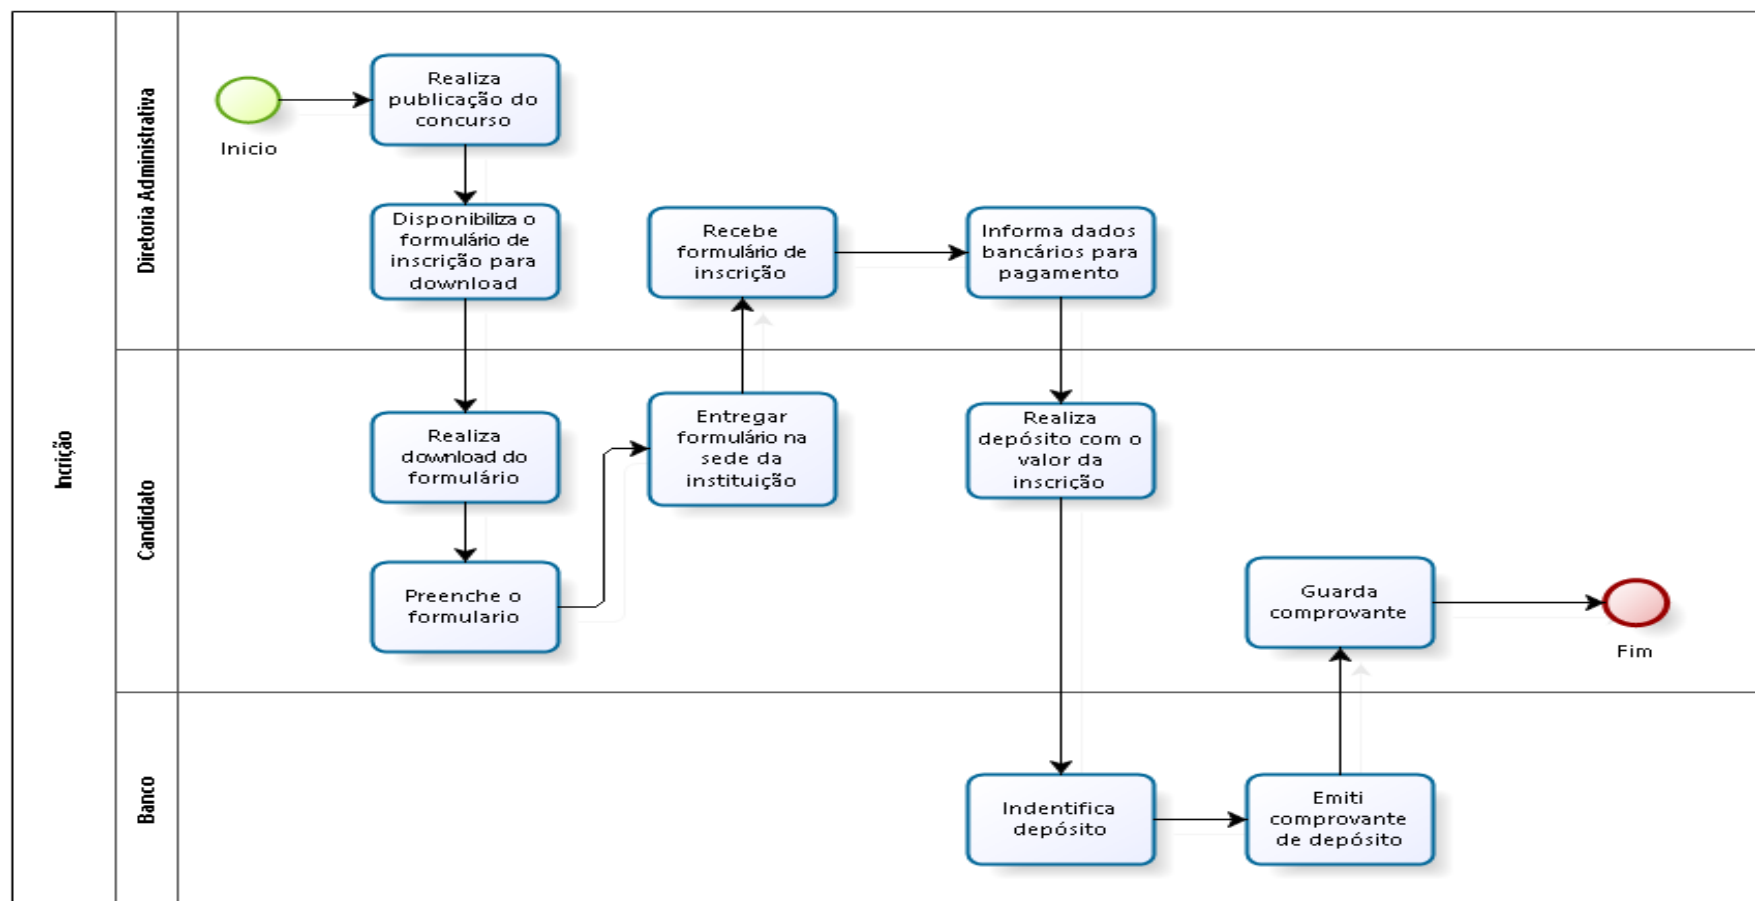 Incrição
Diretoria Administrativa
Inicio
Realiza
publicação do
concurso
Disponibiliza o
formulário de
inscrição para
download
Recebe
formulário de
inscrição
Informa dados
bancários para
pagamento
Candidato
Realiza
download do
formulário
Preenche o
formulario
Entregar
formulário na
sede da
instituição
Realiza
depósito com o
valor da
inscrição
Guarda
comprovante
Fim
Banco
Indentifica
depósito
Emiti
comprovante
de depósito